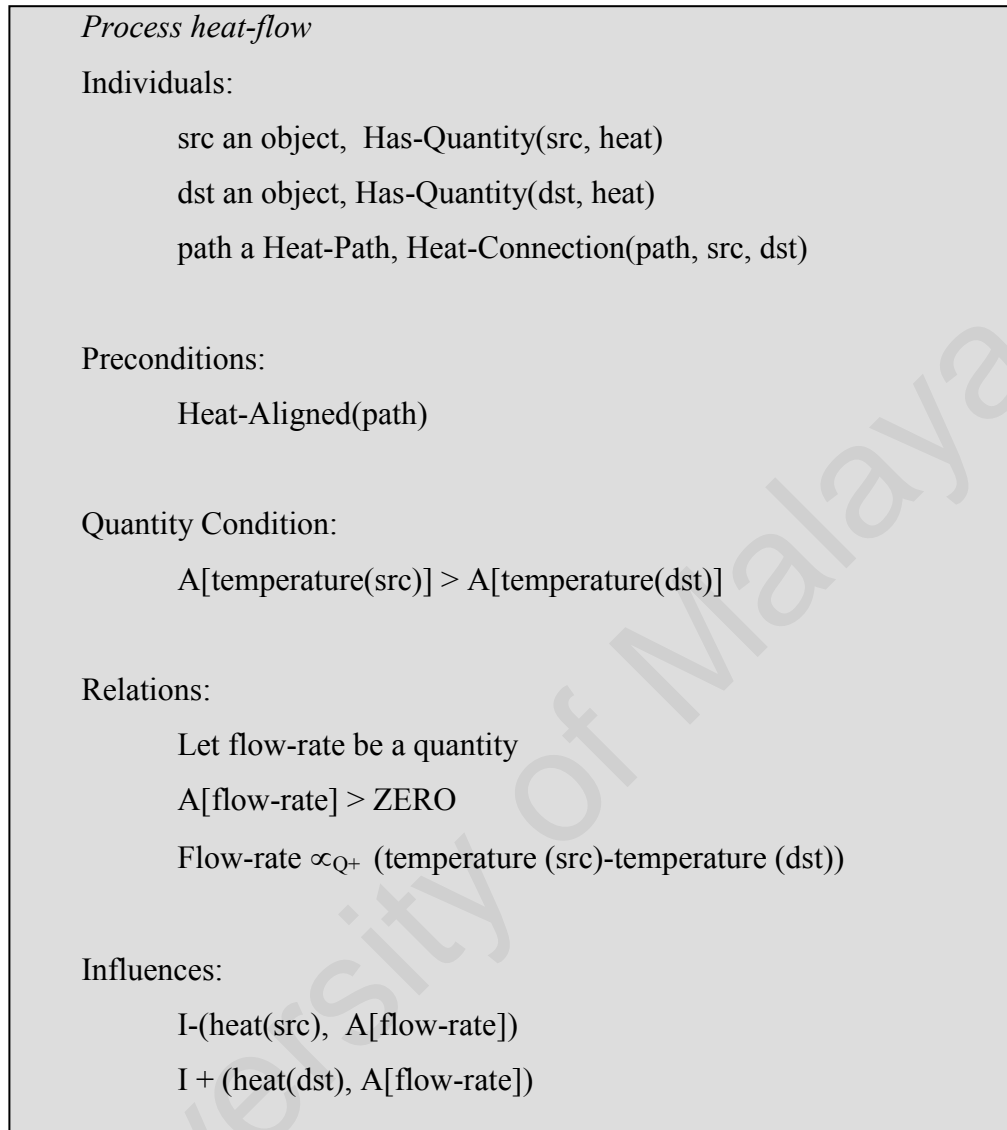 Process heat-flow
Individuals:
src an object, Has-Quantity(src, heat)
dst an object, Has-Quantity(dst, heat)
path a Heat-Path, Heat-Connection(path, src, dst)
Preconditions:
Heat-Aligned(path)
Quantity Condition:
A[temperature(src)] > A[temperature(dst)]
Relations:
Let flow-rate be a quantity
A[flow-rate] > ZERO
Flow-rate ∝Q+ (temperature (src)-temperature (dst))
Influences:
I-(heat(src), A[flow-rate])
I + (heat(dst), A[flow-rate])
versity of Malaya